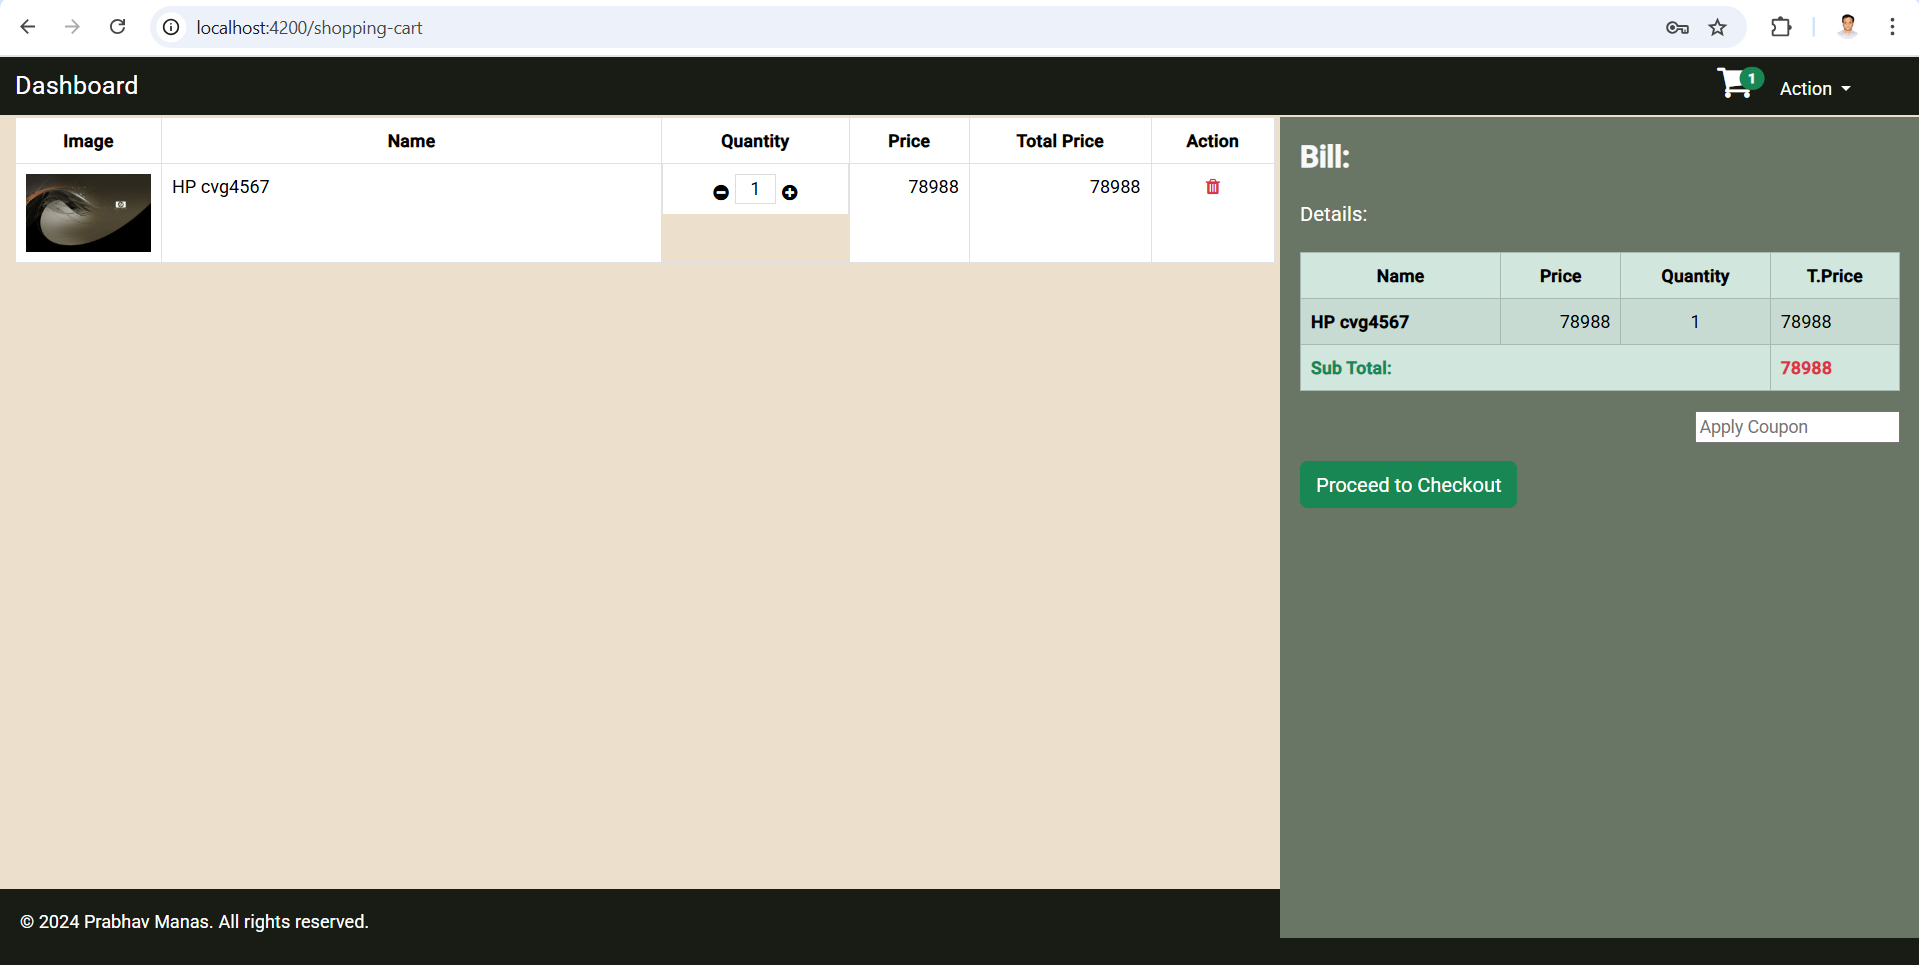 localhost:4200/shopping-cart
Dashboard
1
Action
Image Name Quantity Price Total Price Action
HP cvg4567 1 78988 78988
Bill:
Details:
Name Price Quantity T.Price
HP cvg4567 78988 1 78988
Sub Total: 78988
Apply Coupon
Proceed to Checkout
© 2024 Prabhav Manas. All rights reserved.